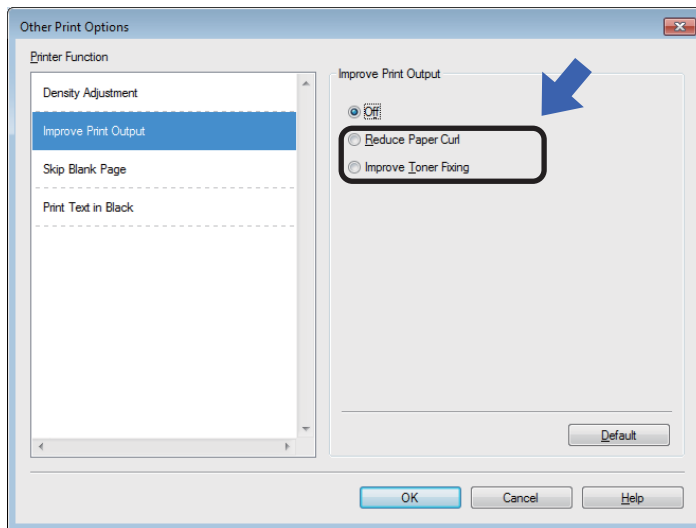 Other Print Options
Printer Function
Density Adjustment
Improve Print Output
Skip Blank Page
Print Text in Black
Improve Print Output
Off
Reduce Paper Curl
Improve Toner Fixing
Default
OK Cancel Help